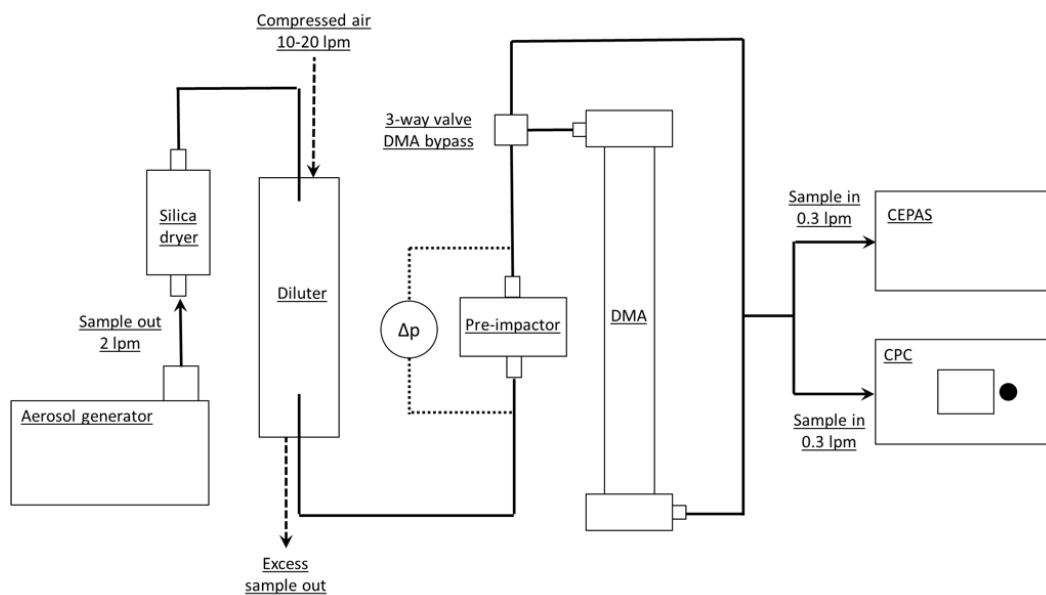 Compressed air
10-20 lpm
3-way valve
DMA bypass
Silica
dryer
Sample in
0.3 lpm
CEPAS
Diluter
Δp
Pre-impactor
DMA
Sample out
2 lpm
CPC
Aerosol generator
Sample in
0.3 lpm
Excess
sample out